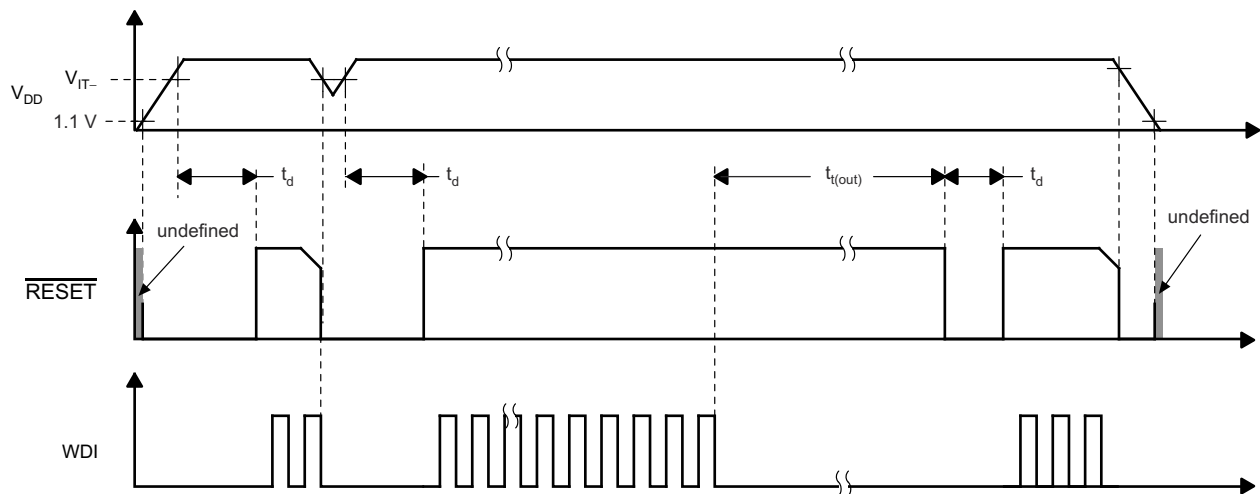 V_DD
V_IT–
1.1 V
t_d
t_d
t_t(out)
t_d
undefined
undefined
RESET
WDI